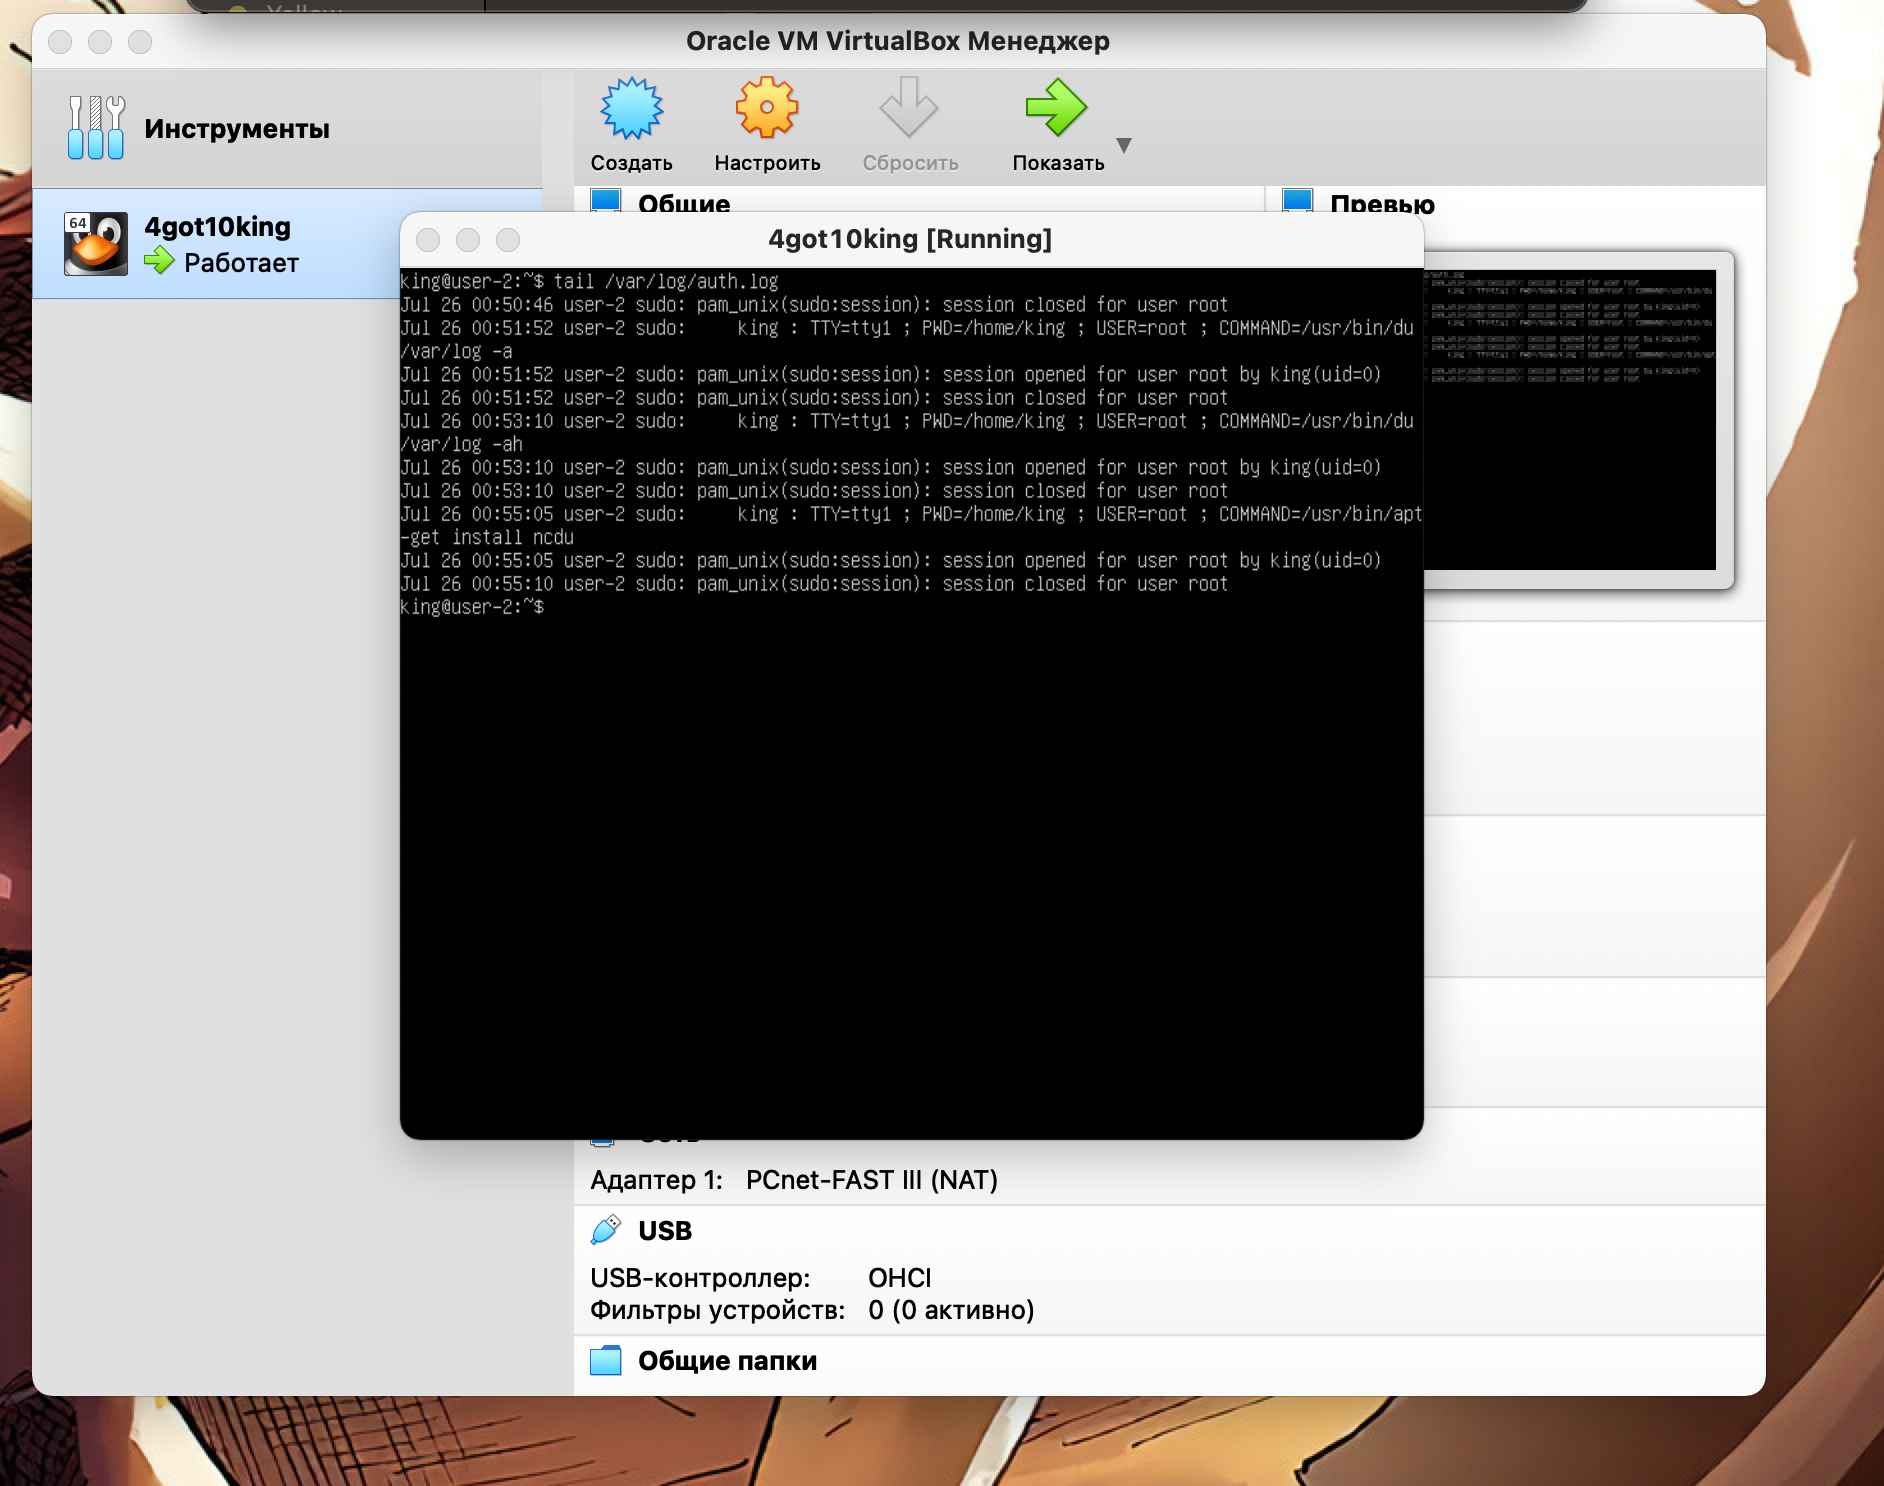 Oracle VM VirtualBox Менеджер
Инструменты
Создать
Настроить
Сбросить
Показать
64
4got10king
Работает
Общие
Превью
4got10king [Running]
king@user-2:~$ tail /var/log/auth.log
Jul 26 00:50:46 user-2 sudo: pam_unix(sudo:session): session closed for user root
Jul 26 00:51:52 user-2 sudo:     king : TTY=tty1 ; PWD=/home/king ; USER=root ; COMMAND=/usr/bin/du
/var/log -a
Jul 26 00:51:52 user-2 sudo: pam_unix(sudo:session): session opened for user root by king(uid=0)
Jul 26 00:51:52 user-2 sudo: pam_unix(sudo:session): session closed for user root
Jul 26 00:53:10 user-2 sudo:     king : TTY=tty1 ; PWD=/home/king ; USER=root ; COMMAND=/usr/bin/du
/var/log -ah
Jul 26 00:53:10 user-2 sudo: pam_unix(sudo:session): session opened for user root by king(uid=0)
Jul 26 00:53:10 user-2 sudo: pam_unix(sudo:session): session closed for user root
Jul 26 00:55:05 user-2 sudo:     king : TTY=tty1 ; PWD=/home/king ; USER=root ; COMMAND=/usr/bin/apt
-get install ncdu
Jul 26 00:55:05 user-2 sudo: pam_unix(sudo:session): session opened for user root by king(uid=0)
Jul 26 00:55:10 user-2 sudo: pam_unix(sudo:session): session closed for user root
king@user-2:~$
Адаптер 1: PCnet-FAST III (NAT)
USB
USB-контроллер: OHCI
Фильтры устройств: 0 (0 активно)
Общие папки